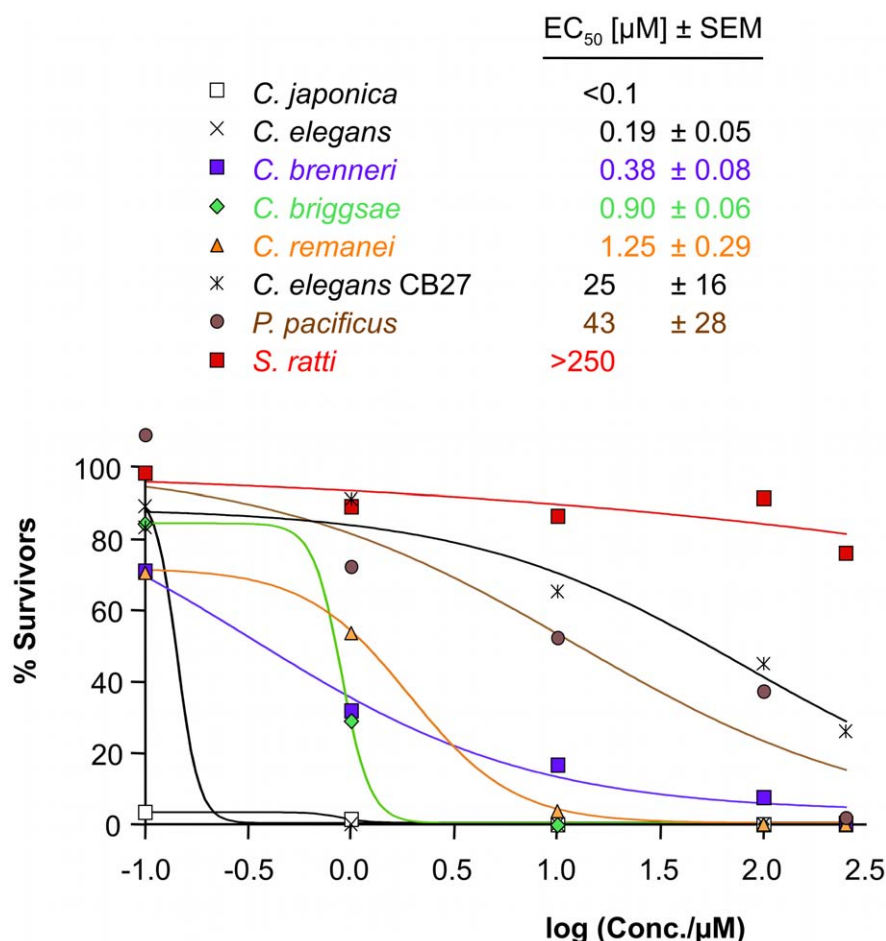 EC₅₀ [µM] ± SEM
C. japonica <0.1
C. elegans 0.19 ± 0.05
C. brenneri 0.38 ± 0.08
C. briggsae 0.90 ± 0.06
C. remanei 1.25 ± 0.29
C. elegans CB27 25 ± 16
P. pacificus 43 ± 28
S. ratti >250
% Survivors
100
80
60
40
20
0
-1.0 -0.5 0.0 0.5 1.0 1.5 2.0 2.5
log (Conc./µM)